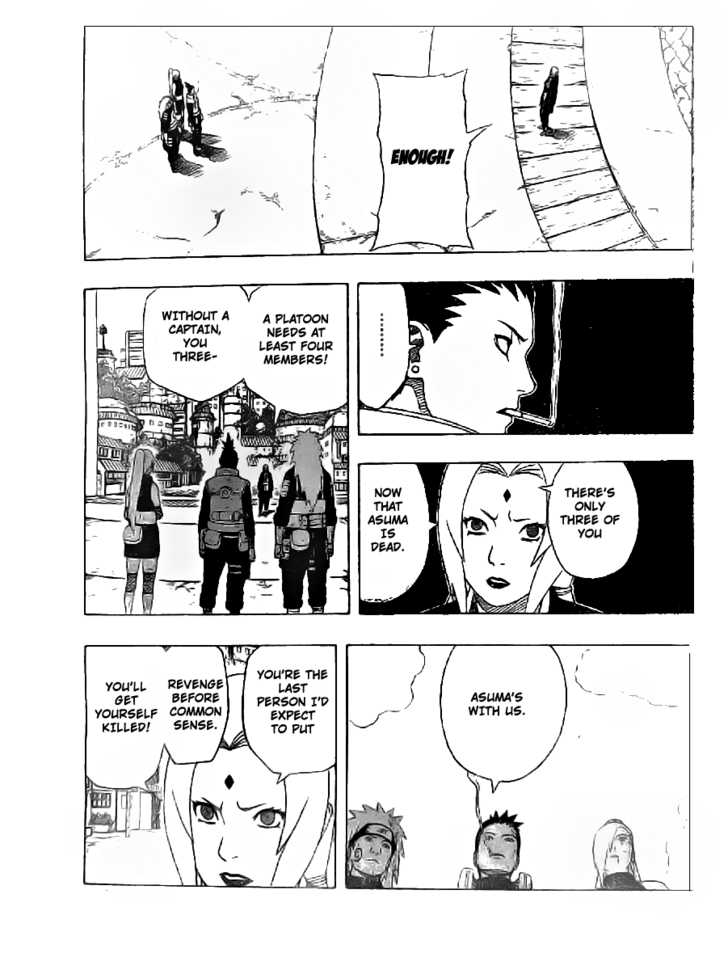 ENOUGH!
..........
A PLATOON
NEEDS AT
LEAST FOUR
MEMBERS!
WITHOUT A
CAPTAIN,
YOU
THREE-
THERE'S
ONLY
THREE OF
YOU
NOW
THAT
ASUMA
IS
DEAD.
ASUMA'S
WITH US.
YOU'RE THE
LAST
PERSON I'D
EXPECT
TO PUT
REVENGE
BEFORE
COMMON
SENSE.
YOU'LL
GET
YOURSELF
KILLED!